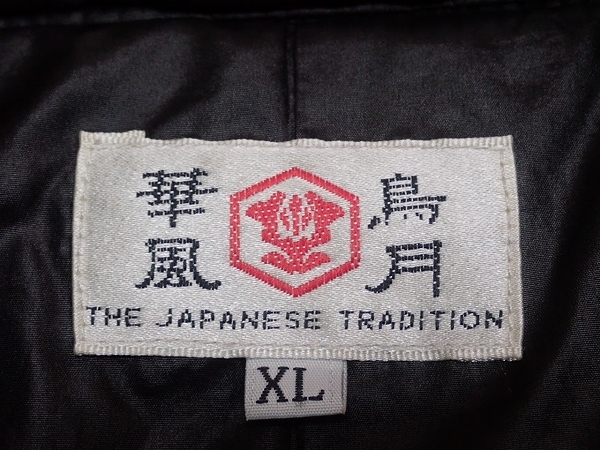 華鳥
風月
THE JAPANESE TRADITION
XL